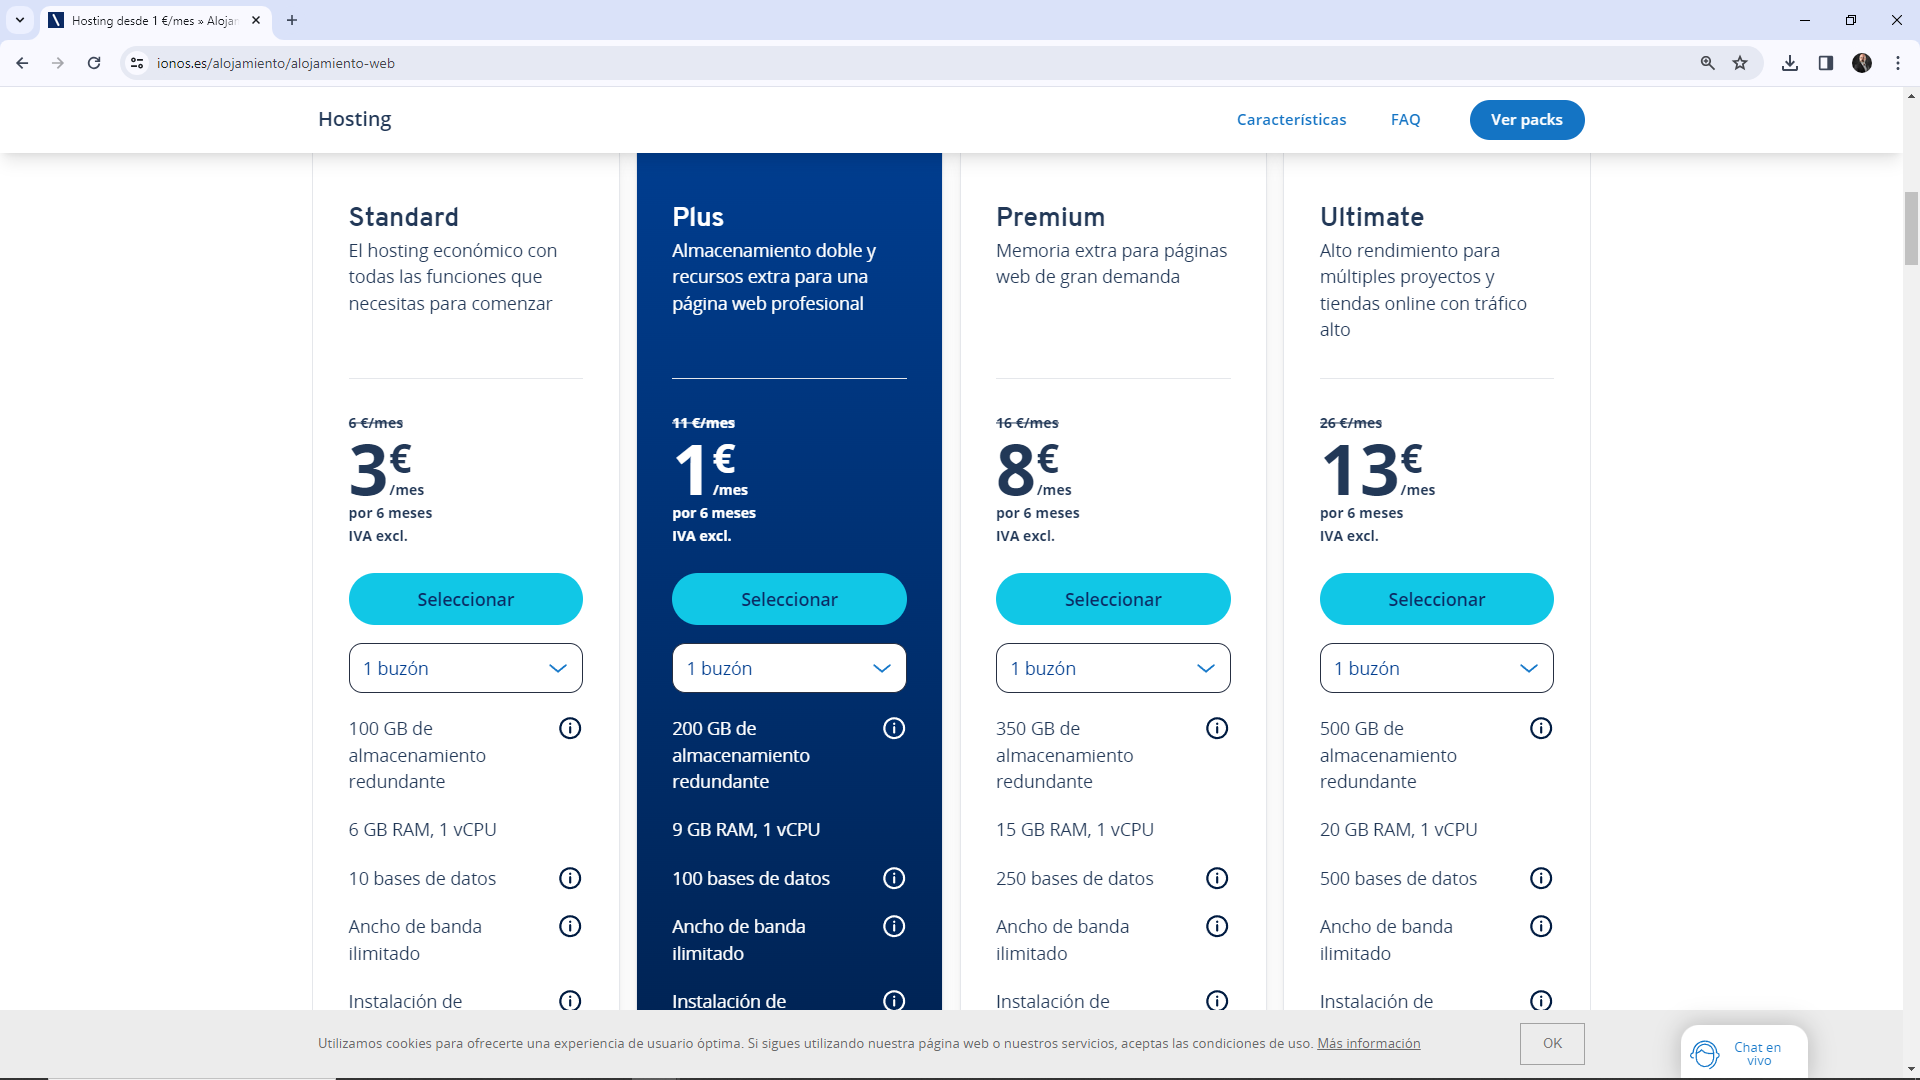 Hosting desde 1 €/mes » Alojar
ionos.es/alojamiento/alojamiento-web
Hosting
Características
FAQ
Ver packs
Standard
El hosting económico con
todas las funciones que
necesitas para comenzar
6 €/mes
3€
/mes
por 6 meses
IVA excl.
Seleccionar
1 buzón
100 GB de
almacenamiento
redundante
6 GB RAM, 1 vCPU
10 bases de datos
Ancho de banda
ilimitado
Instalación de
Plus
Almacenamiento doble y
recursos extra para una
página web profesional
11 €/mes
1€
/mes
por 6 meses
IVA excl.
Seleccionar
1 buzón
200 GB de
almacenamiento
redundante
9 GB RAM, 1 vCPU
100 bases de datos
Ancho de banda
ilimitado
Instalación de
Premium
Memoria extra para páginas
web de gran demanda
16 €/mes
8€
/mes
por 6 meses
IVA excl.
Seleccionar
1 buzón
350 GB de
almacenamiento
redundante
15 GB RAM, 1 vCPU
250 bases de datos
Ancho de banda
ilimitado
Instalación de
Ultimate
Alto rendimiento para
múltiples proyectos y
tiendas online con tráfico
alto
26 €/mes
13€
/mes
por 6 meses
IVA excl.
Seleccionar
1 buzón
500 GB de
almacenamiento
redundante
20 GB RAM, 1 vCPU
500 bases de datos
Ancho de banda
ilimitado
Instalación de
Utilizamos cookies para ofrecerte una experiencia de usuario óptima. Si sigues utilizando nuestra página web o nuestros servicios, aceptas las condiciones de uso. Más información
OK
Chat en
vivo